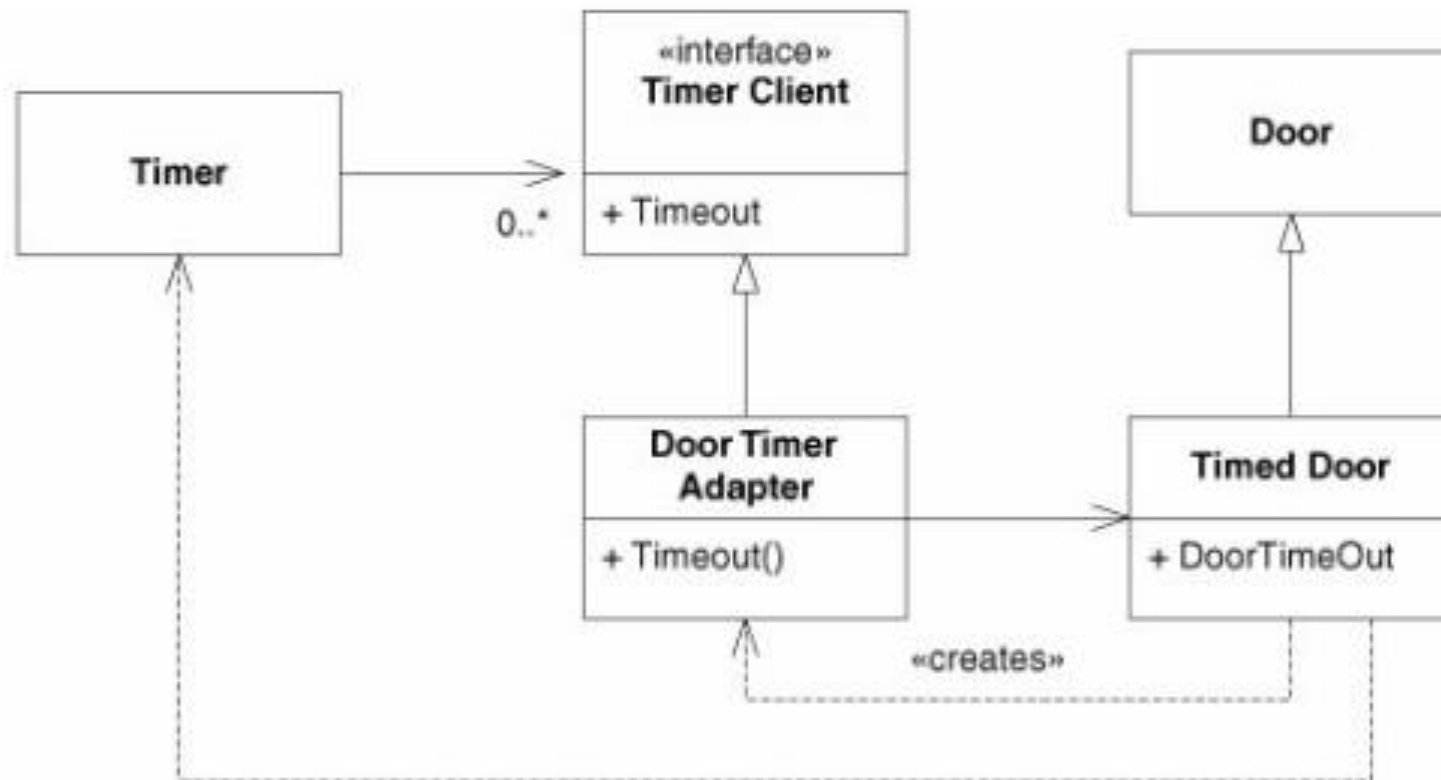 «interface»
Timer Client
+ Timeout
Door
Timer
0..*
Door Timer
Adapter
+ Timeout()
Timed Door
+ DoorTimeOut
«creates»